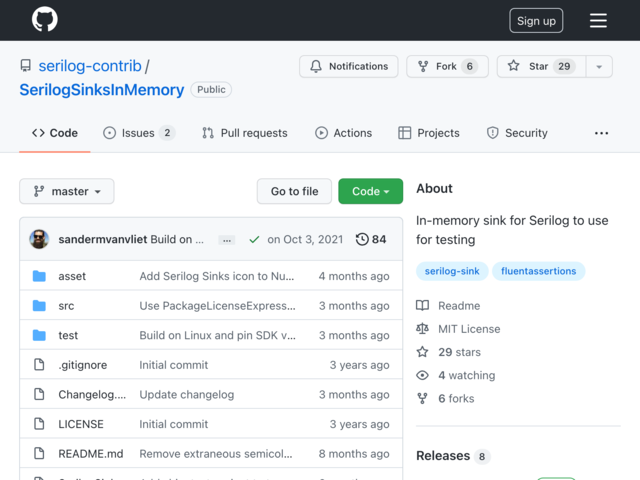 Sign up
serilog-contrib /
SerilogSinksInMemory Public
Notifications
Fork 6
Star 29
Code
Issues 2
Pull requests
Actions
Projects
Security
master
Go to file
Code
sandermvanvliet Build on ...
on Oct 3, 2021
84
asset Add Serilog Sinks icon to Nu... 4 months ago
src Use PackageLicenseExpress... 3 months ago
test Build on Linux and pin SDK v... 3 months ago
.gitignore Initial commit 3 years ago
Changelog.... Update changelog 3 months ago
LICENSE Initial commit 3 years ago
README.md Remove extraneous semicol... 8 months ago
About
In-memory sink for Serilog to use
for testing
serilog-sink fluentassertions
Readme
MIT License
29 stars
4 watching
6 forks
Releases 8